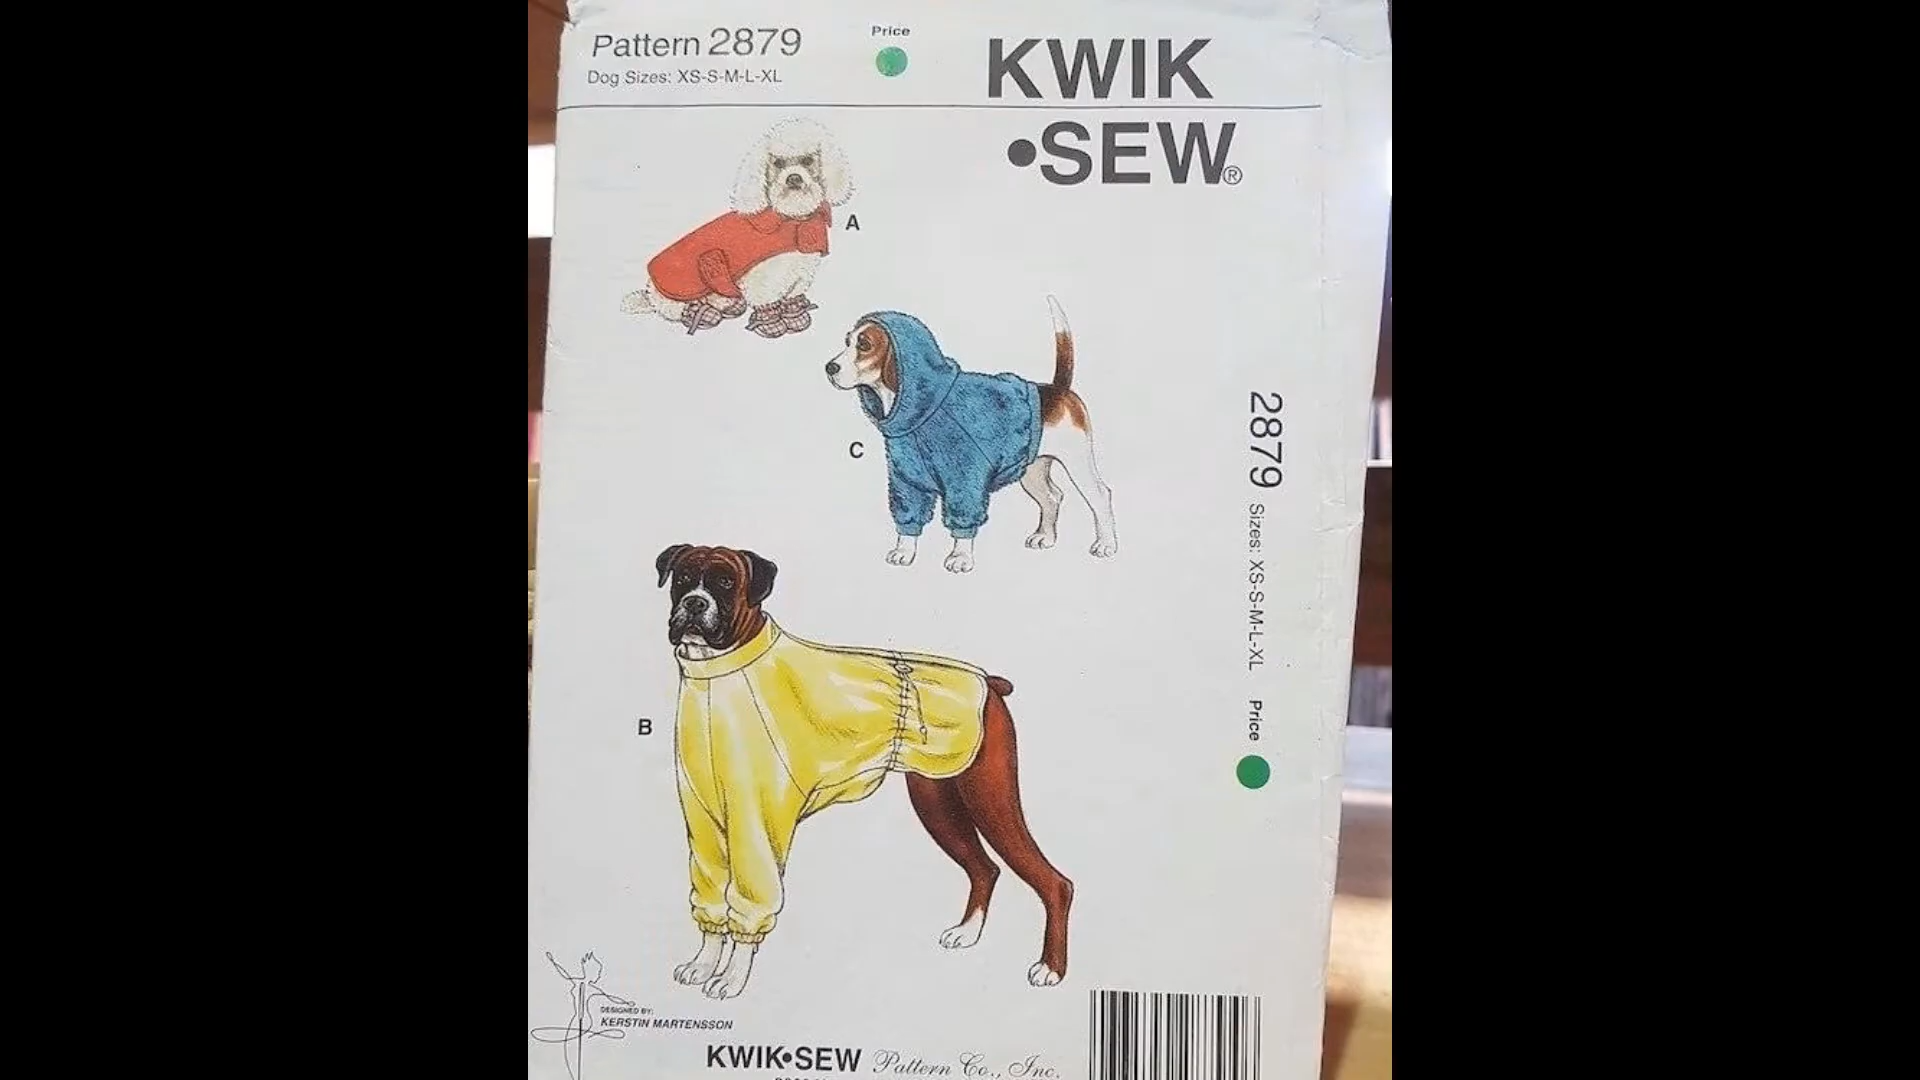 Pattern 2879
Dog Sizes: XS-S-M-L-XL
Price
KWIK
•SEW®
A
C
B
2879 Sizes: XS-S-M-L-XL Price
DESIGNED BY:
KERSTIN MARTENSSON
KWIK•SEW Pattern Co., Inc.